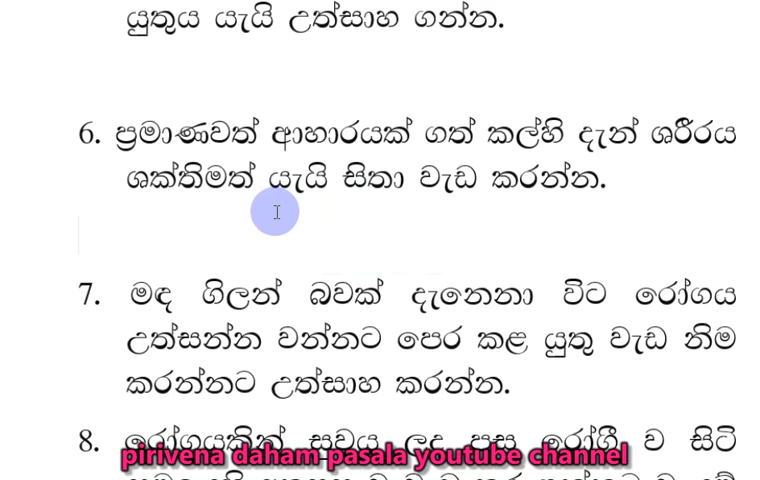 යුතුය යැයි උත්සාහ ගන්න.
6. ප්‍රමාණවත් ආහාරයක් ගත් කල්හි දැන් ශරීරය
ශක්තිමත් යැයි සිතා වැඩ කරන්න.
7. මඳ ගිලන් බවක් දැනෙනා විට රෝගය
උත්සන්න වන්නට පෙර කළ යුතු වැඩ නිම
කරන්නට උත්සාහ කරන්න.
8. රෝගයකින් සුවය ලද පසු රෝගී ව සිටි
pirivena daham pasala youtube channel